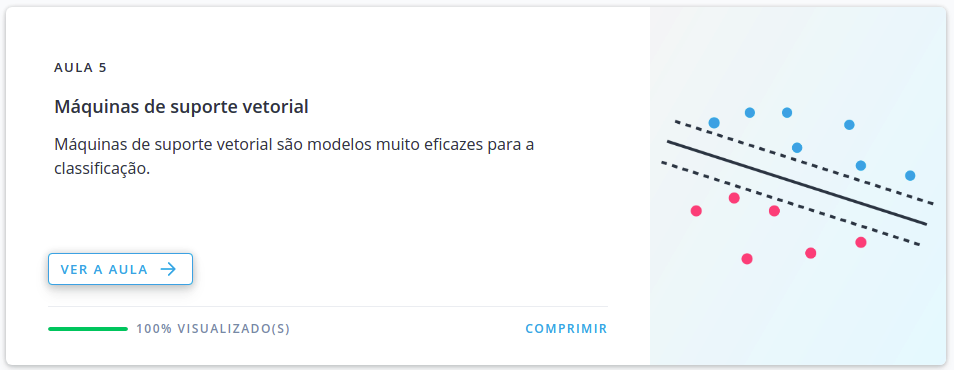 AULA 5
Máquinas de suporte vetorial
Máquinas de suporte vetorial são modelos muito eficazes para a
classificação.
VER A AULA
100% VISUALIZADO(S)
COMPRIMIR